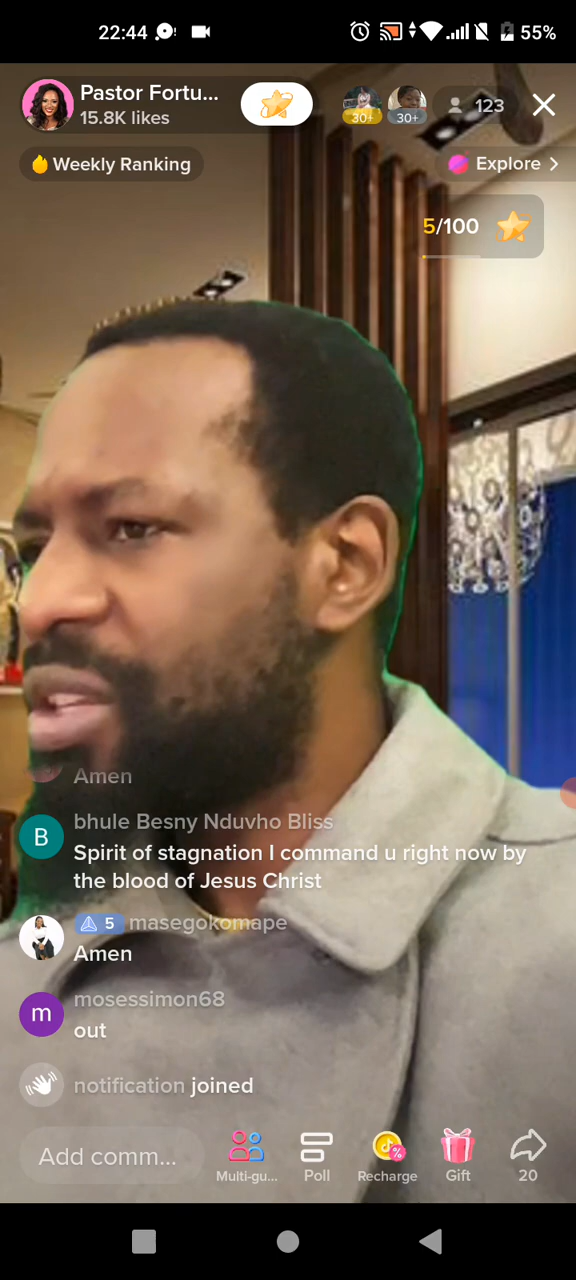 22:44
55%
Pastor Fortu...
15.8K likes
30+
30+
123
Weekly Ranking
Explore
5/100
Amen
B
bhule Besny Nduvho Bliss
Spirit of stagnation I command u right now by
the blood of Jesus Christ
5 masegokomape
Amen
m
mosessimon68
out
notification joined
Add comm...
Multi-gu...
Poll
Recharge
Gift
20